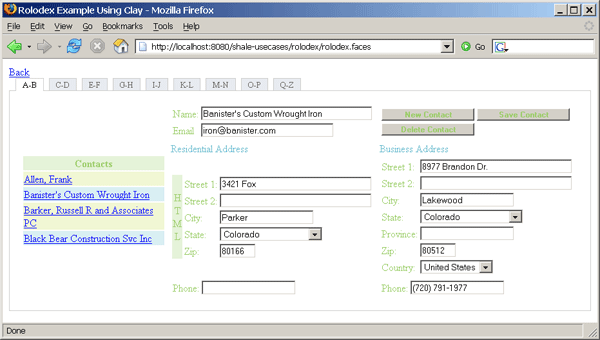 Rolodex Example Using Clay - Mozilla Firefox
File Edit View Go Bookmarks Tools Help
http://localhost:8080/shale-usecases/rolodex/rolodex.faces Go G
Back
A-B C-D E-F G-H I-J K-L M-N O-P Q-Z
Name: Banister's Custom Wrought Iron New Contact Save Contact
Email iron@banister.com Delete Contact
Residential Address Business Address
Contacts
Allen, Frank
Banister's Custom Wrought Iron
Barker, Russell R and Associates
PC
Black Bear Construction Svc Inc
HTML
Street 1: 3421 Fox
Street 2:
City: Parker
State: Colorado
Zip: 80166
Phone:
Street 1: 8977 Brandon Dr.
Street 2:
City: Lakewood
State: Colorado
Province:
Zip: 80512
Country: United States
Phone: (720) 791-1977
Done